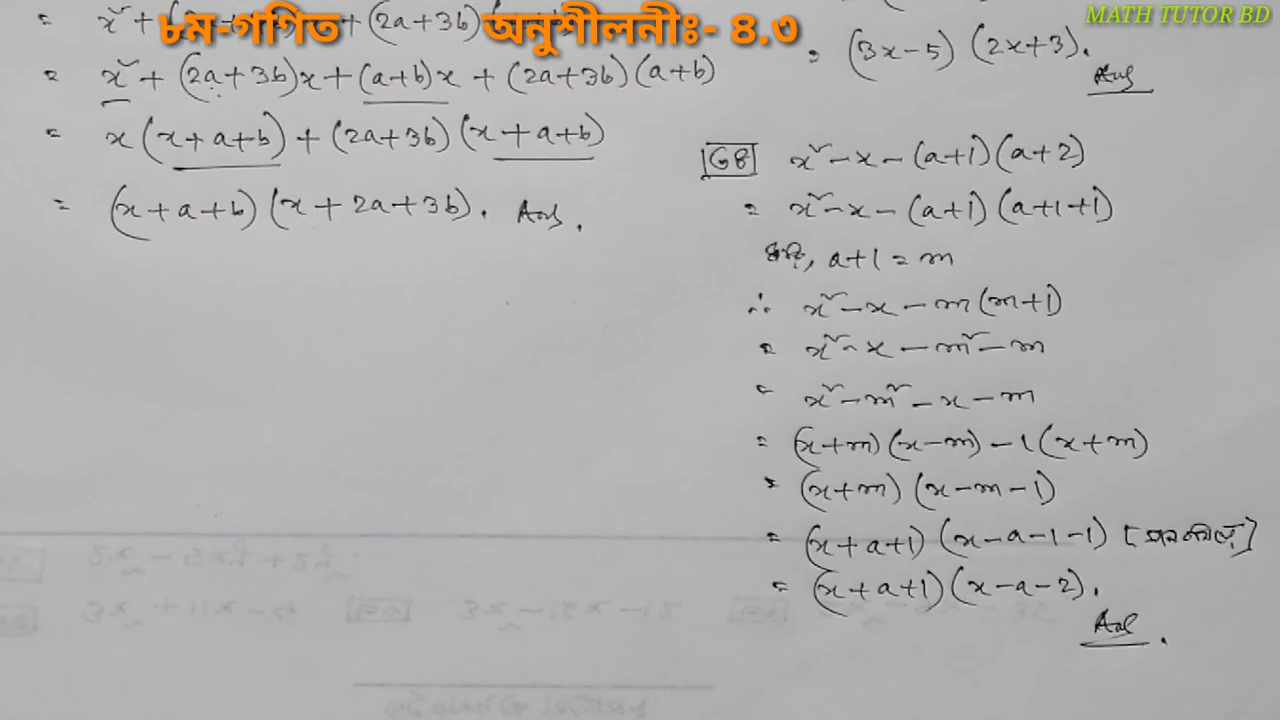 ৮ম-গণিত অনুশীলনীঃ- ৪.৩
MATH TUTOR BD
= x² + (2a+3b)x + (a+b)x + (2a+3b)(a+b)
= x(x+a+b) + (2a+3b)(x+a+b)
= (x+a+b)(x+2a+3b). Ans.
= (3x-5)(2x+3).
Ans
x² - x - (a+1)(a+2)
= x² - x - (a+1)(a+1+1)
ধরি, a+1 = m
∴ x² - x - m(m+1)
= x² - x - m² - m
= x² - m² - x - m
= (x+m)(x-m) - 1(x+m)
= (x+m)(x-m-1)
= (x+a+1)(x-a-1-1) [মান বসিয়ে]
= (x+a+1)(x-a-2).
Ans.